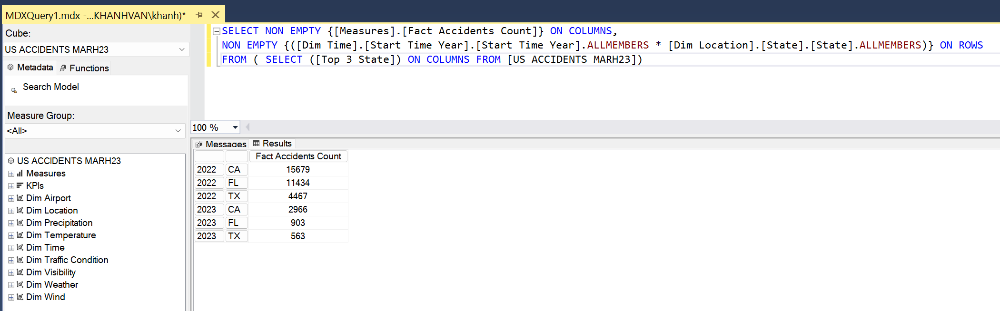 MDXQuery1.mdx -...KHANHVAN\khanh)*
Cube:
US ACCIDENTS MARH23
Metadata
Functions
Search Model
Measure Group:
<All>
US ACCIDENTS MARH23
Measures
KPIs
Dim Airport
Dim Location
Dim Precipitation
Dim Temperature
Dim Time
Dim Traffic Condition
Dim Visibility
Dim Weather
Dim Wind
SELECT NON EMPTY {[Measures].[Fact Accidents Count]} ON COLUMNS,
NON EMPTY {([Dim Time].[Start Time Year].[Start Time Year].ALLMEMBERS * [Dim Location].[State].[State].ALLMEMBERS)} ON ROWS
FROM ( SELECT ([Top 3 State]) ON COLUMNS FROM [US ACCIDENTS MARH23])
100 %
Messages Results
Fact Accidents Count
2022 CA 15679
2022 FL 11434
2022 TX 4467
2023 CA 2966
2023 FL 903
2023 TX 563